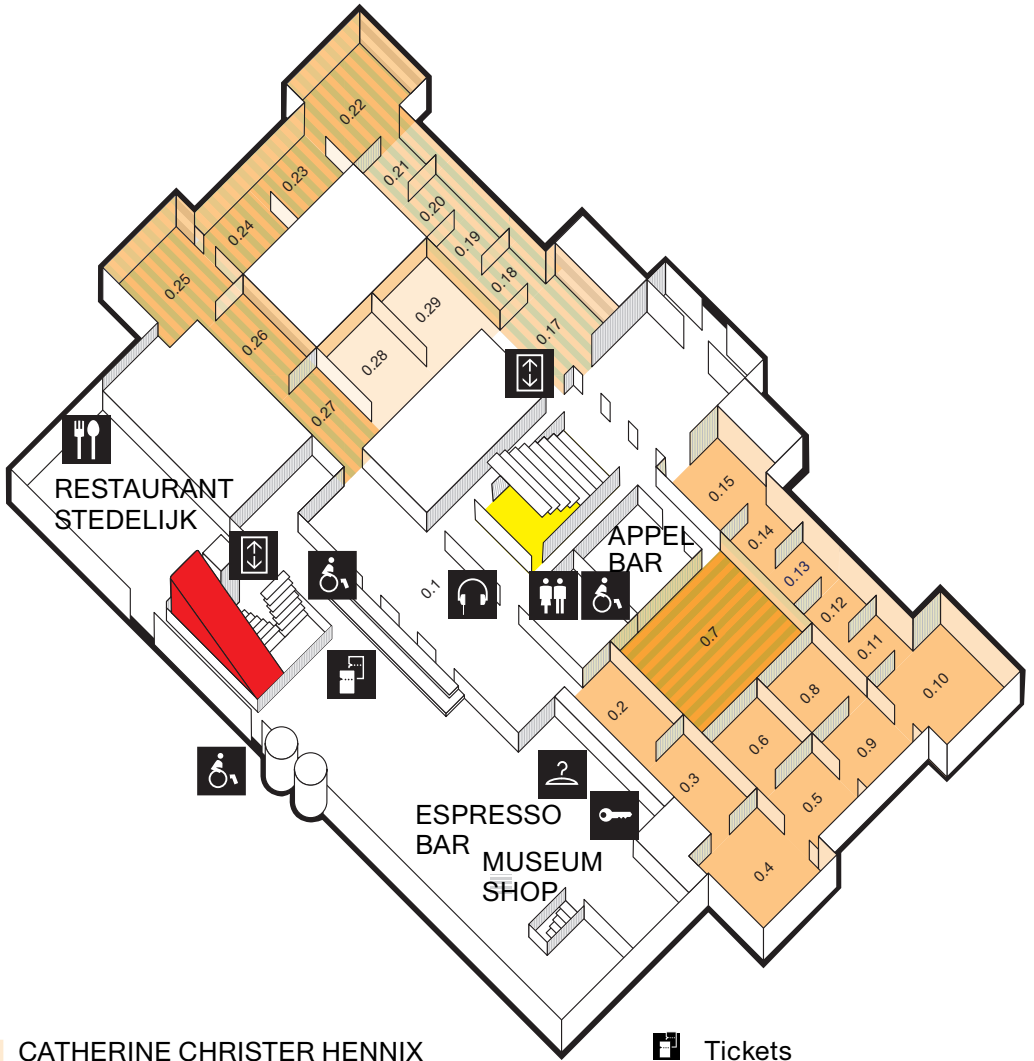 0.22
0.23
0.21
0.24
0.20
0.19
0.25
0.18
0.29
0.17
0.26
0.28
0.27
RESTAURANT
STEDELIJK
0.15
0.14
APPEL
BAR
0.13
0.1
0.12
0.7
0.11
0.8
0.10
0.2
0.6
0.9
0.3
0.5
?
ESPRESSO
BAR
MUSEUM
SHOP
0.4
CATHERINE CHRISTER HENNIX
Tickets